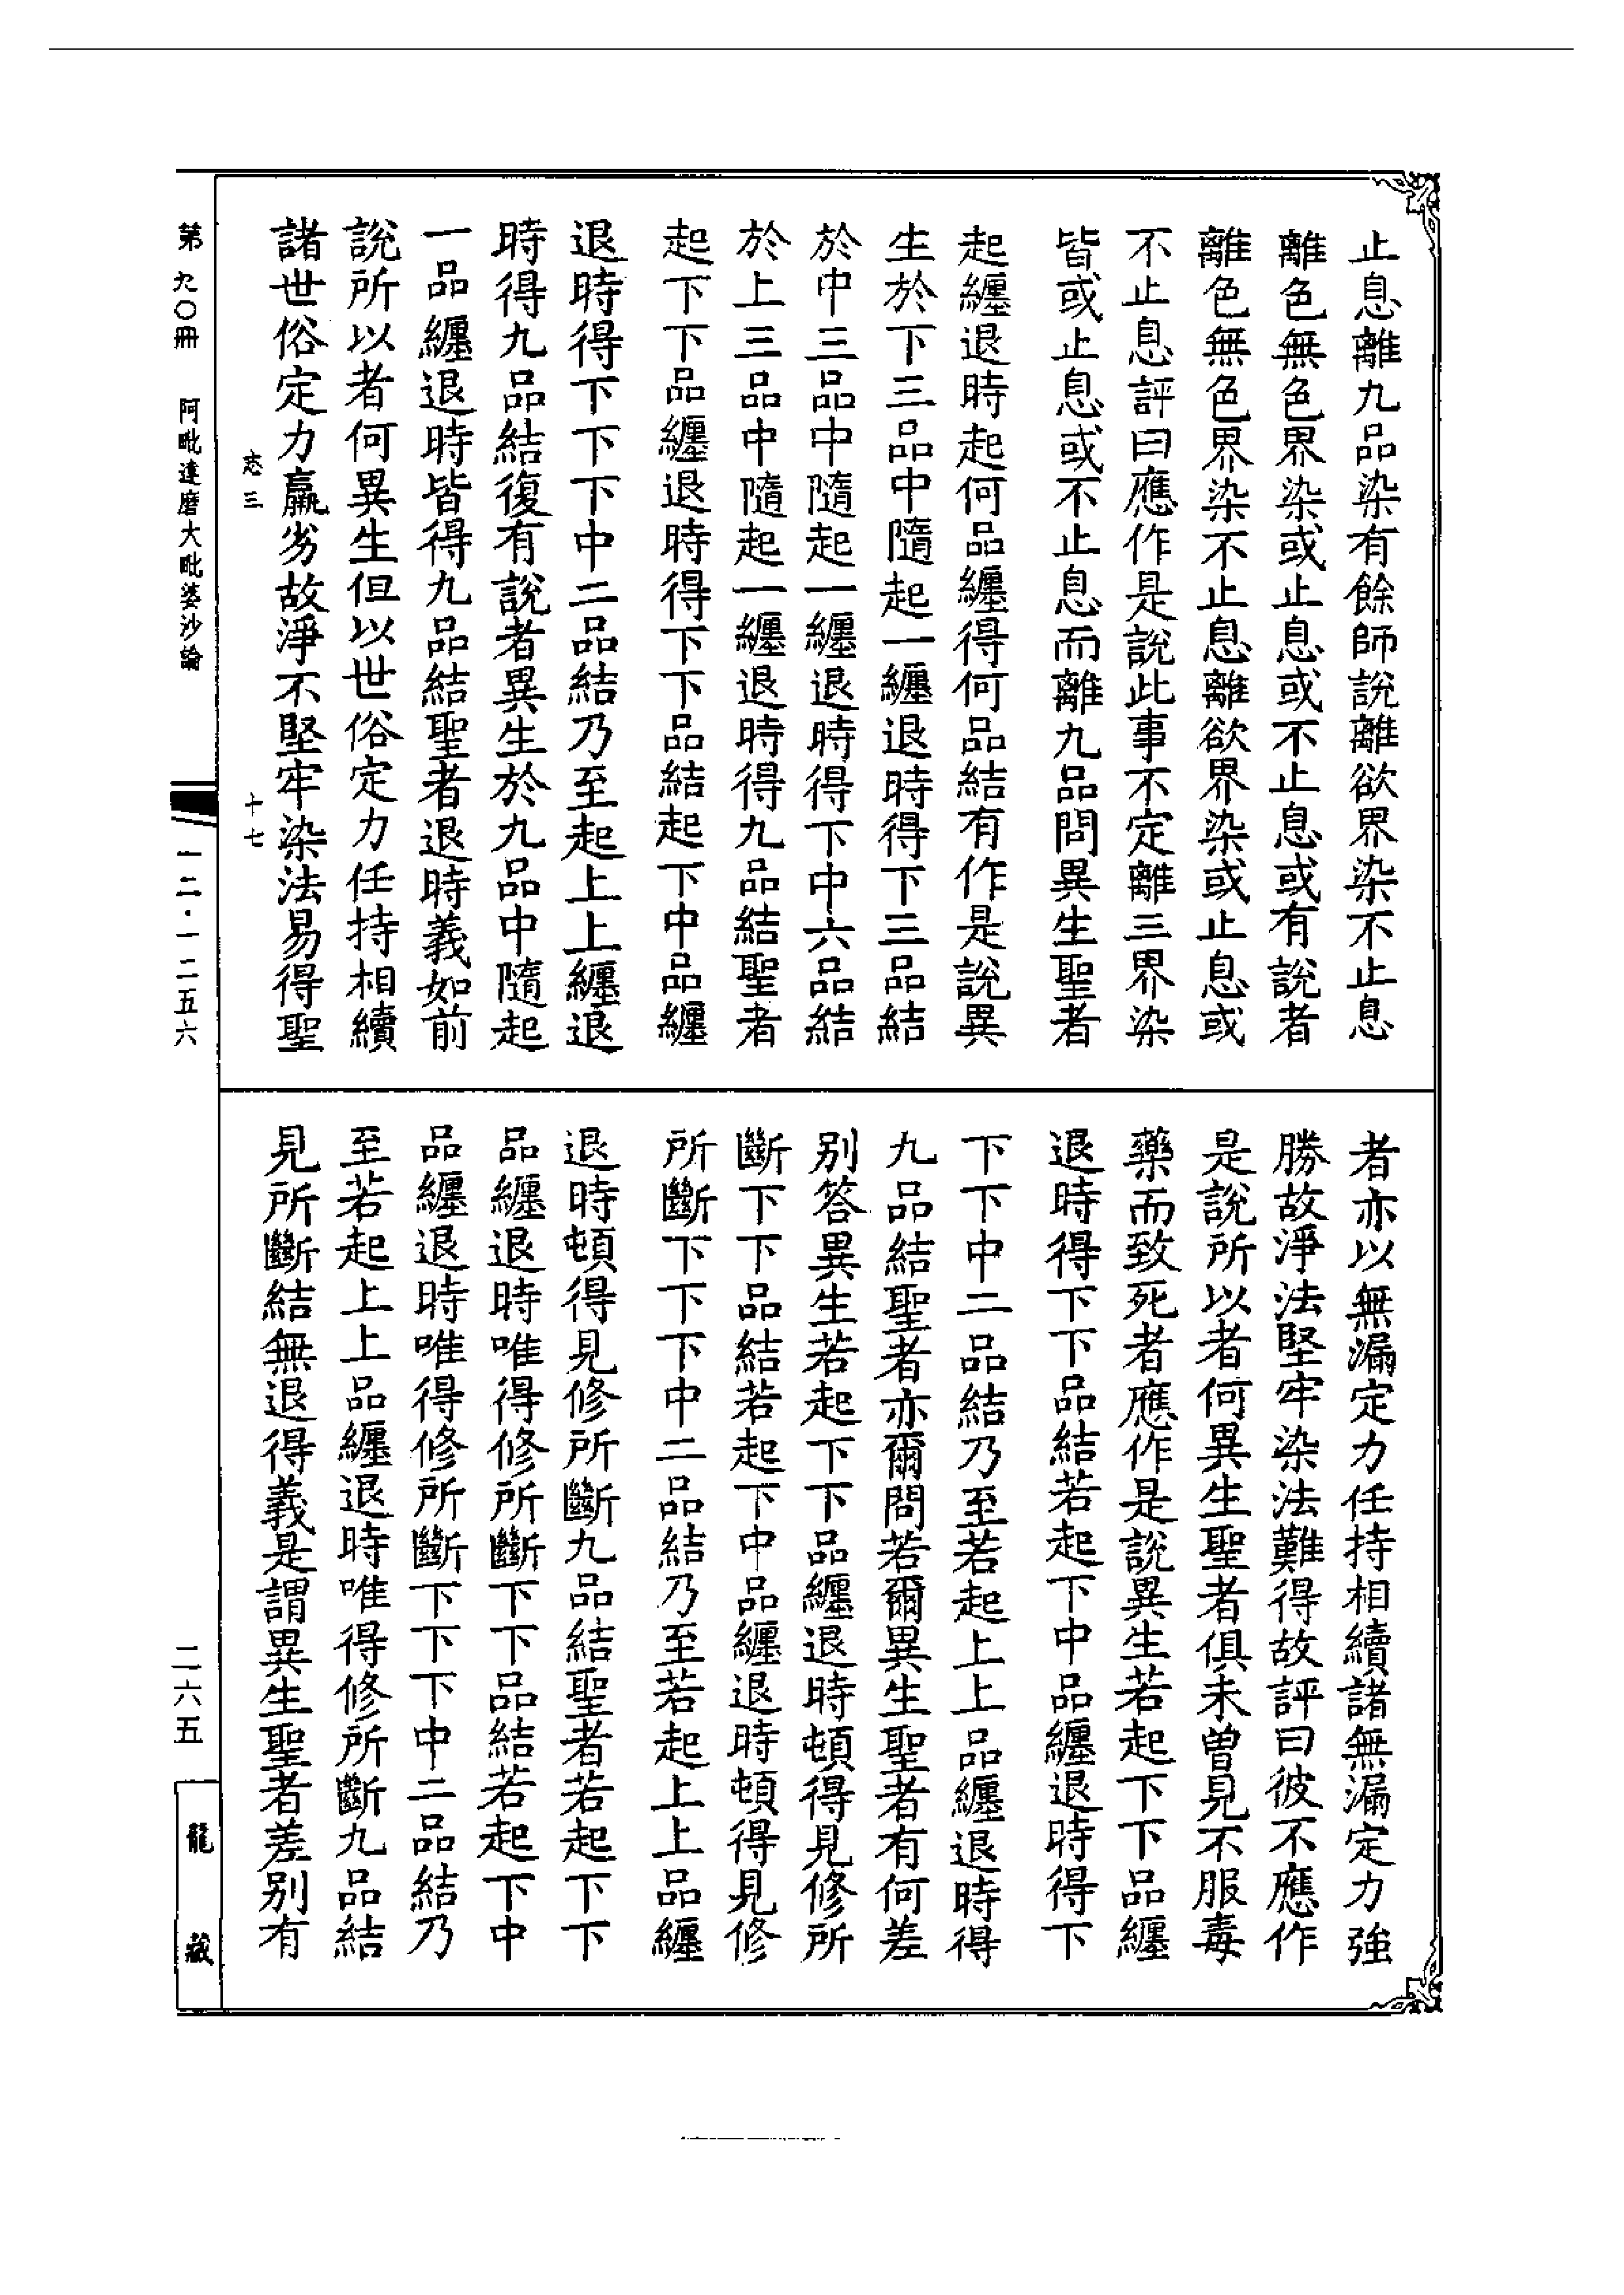 止息離九品染有餘師說離欲界染不止息
離色無色界染或止息或不止息或有說者
離色無色界染不止息離欲界染或止息或
不止息評曰應作是說此事不定離三界染
皆或止息或不止息而離九品問異生聖者
起纏退時起何品纏得何品結有作是說異
生於下三品中隨起一纏退時得下三品結
於中三品中隨起一纏退時得下中六品結
於上三品中隨起一纏退時得九品結聖者
起下下品纏退時得下下品結起下中品纏
退時得下下下中二品結乃至起上上纏退
時得九品結復有說者異生於九品中隨起
一品纏退時皆得九品結聖者退時義如前
說所以者何異生但以世俗定力任持相續
諸世俗定力羸劣故淨不堅牢染法易得聖
者亦以無漏定力任持相續諸無漏定力強
勝故淨法堅牢染法難得故評曰彼不應作
是說所以者何異生聖者俱未曾見不服毒
藥而致死者應作是說異生若起下下品纏
退時得下下品結若起下中品纏退時得下
下下中二品結乃至若起上上品纏退時得
九品結聖者亦爾問若爾異生聖者有何差
別答異生若起下下品纏退時頓得見修所
斷下下品結若起下中品纏退時頓得見修
所斷下下下中二品結乃至若起上上品纏
退時頓得見修所斷九品結聖者若起下下
品纏退時唯得修所斷下下品結若起下中
品纏退時唯得修所斷下下下中二品結乃
至若起上上品纏退時唯得修所斷九品結
見所斷結無退得義是謂異生聖者差別有
志三 十七
第九〇冊 阿毗達磨大毗婆沙論 一二·一二五六 二六五
龍藏